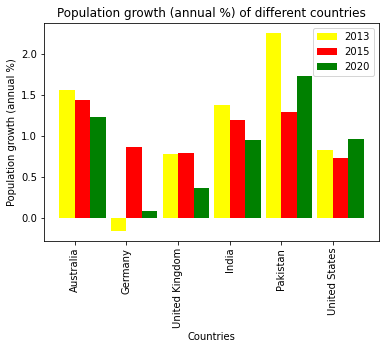 Population growth (annual %) of different countries
2013
2015
2020
Population growth (annual %)
2.0
1.5
1.0
0.5
0.0
Australia
Germany
United Kingdom
India
Pakistan
United States
Countries